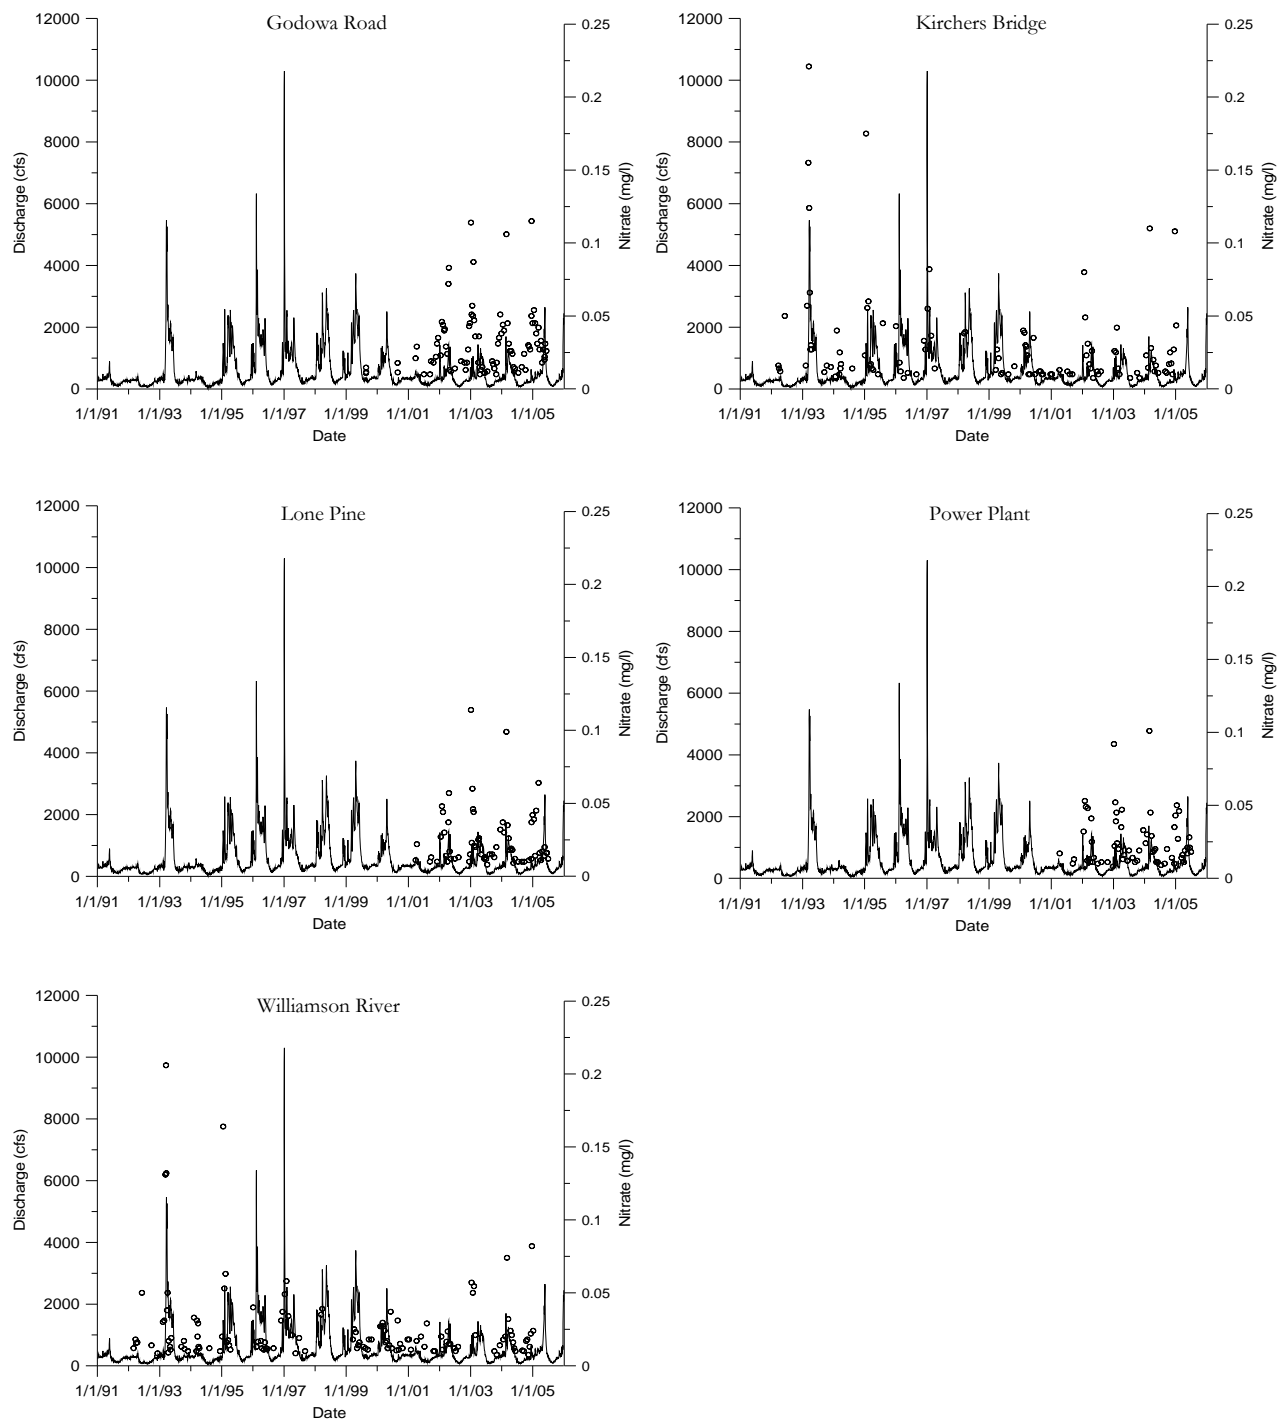 Godowa Road
12000
10000
8000
6000
4000
2000
0
Discharge (cfs)
0.25
0.2
0.15
0.1
0.05
0
Nitrate (mg/l)
1/1/91 1/1/93 1/1/95 1/1/97 1/1/99 1/1/01 1/1/03 1/1/05
Date
Kirchers Bridge
12000
10000
8000
6000
4000
2000
0
Discharge (cfs)
0.25
0.2
0.15
0.1
0.05
0
Nitrate (mg/l)
1/1/91 1/1/93 1/1/95 1/1/97 1/1/99 1/1/01 1/1/03 1/1/05
Date
Lone Pine
12000
10000
8000
6000
4000
2000
0
Discharge (cfs)
0.25
0.2
0.15
0.1
0.05
0
Nitrate (mg/l)
1/1/91 1/1/93 1/1/95 1/1/97 1/1/99 1/1/01 1/1/03 1/1/05
Date
Power Plant
12000
10000
8000
6000
4000
2000
0
Discharge (cfs)
0.25
0.2
0.15
0.1
0.05
0
Nitrate (mg/l)
1/1/91 1/1/93 1/1/95 1/1/97 1/1/99 1/1/01 1/1/03 1/1/05
Date
Williamson River
12000
10000
8000
6000
4000
2000
0
Discharge (cfs)
0.25
0.2
0.15
0.1
0.05
0
Nitrate (mg/l)
1/1/91 1/1/93 1/1/95 1/1/97 1/1/99 1/1/01 1/1/03 1/1/05
Date